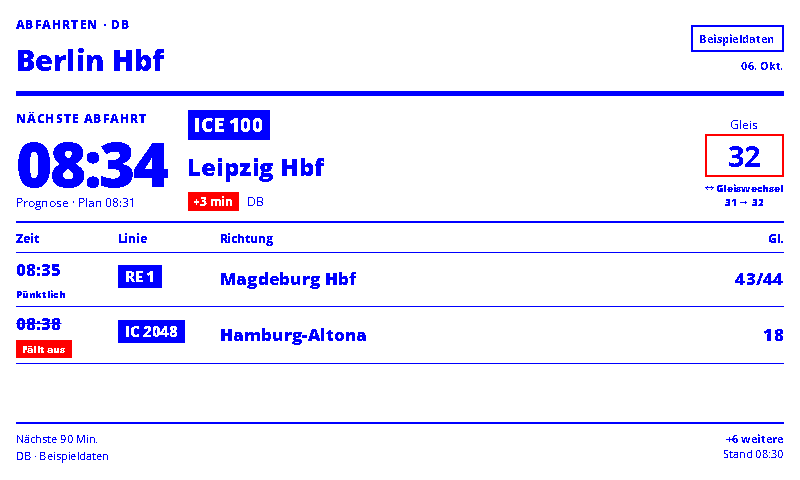 ABFAHRTEN · DB
Berlin Hbf
Beispieldaten
06. Okt.
NÄCHSTE ABFAHRT
08:34
Prognose · Plan 08:31
ICE 100
Leipzig Hbf
+3 min DB
Gleis
32
↔ Gleiswechsel
31 → 32
Zeit Linie Richtung Gl.
08:35 RE 1 Magdeburg Hbf 43/44
Pünktlich
08:38 IC 2048 Hamburg-Altona 18
Fällt aus
Nächste 90 Min.
DB · Beispieldaten
+6 weitere
Stand 08:30